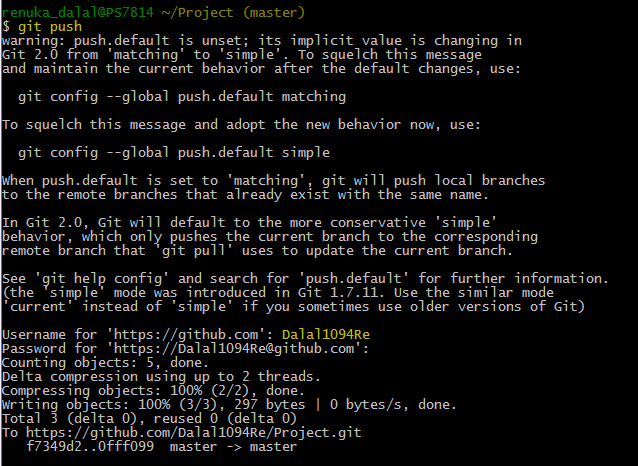 renuka_dalal@PS7814 ~/Project (master)
$ git push
warning: push.default is unset; its implicit value is changing in
Git 2.0 from 'matching' to 'simple'. To squelch this message
and maintain the current behavior after the default changes, use:
git config --global push.default matching
To squelch this message and adopt the new behavior now, use:
git config --global push.default simple
When push.default is set to 'matching', git will push local branches
to the remote branches that already exist with the same name.
In Git 2.0, Git will default to the more conservative 'simple'
behavior, which only pushes the current branch to the corresponding
remote branch that 'git pull' uses to update the current branch.
See 'git help config' and search for 'push.default' for further information.
(the 'simple' mode was introduced in Git 1.7.11. Use the similar mode
'current' instead of 'simple' if you sometimes use older versions of Git)
Username for 'https://github.com': Dalal1094Re
Password for 'https://Dalal1094Re@github.com':
Counting objects: 5, done.
Delta compression using up to 2 threads.
Compressing objects: 100% (2/2), done.
Writing objects: 100% (3/3), 297 bytes | 0 bytes/s, done.
Total 3 (delta 0), reused 0 (delta 0)
To https://github.com/Dalal1094Re/Project.git
f7349d2..0fff099 master -> master